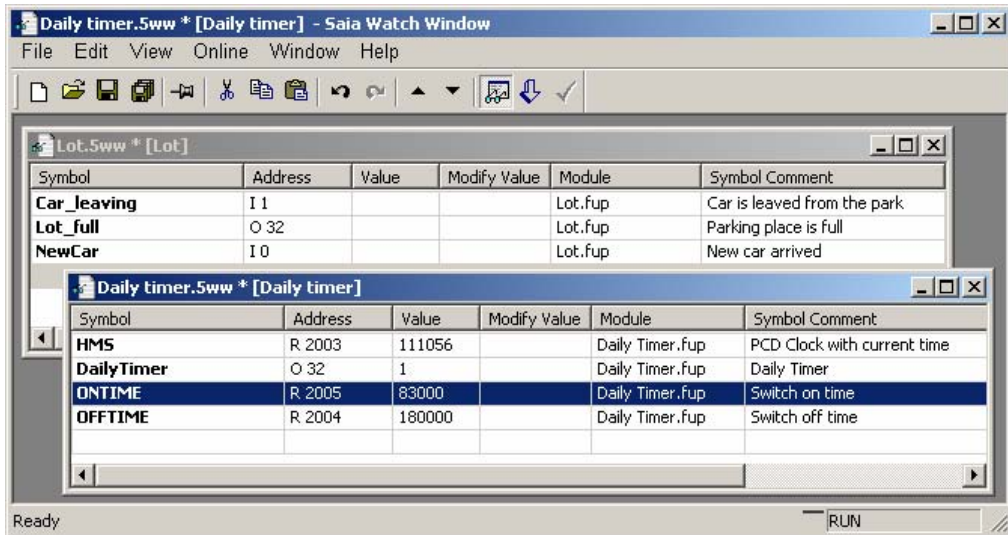 Daily timer.5ww * [Daily timer] - Saia Watch Window
File Edit View Online Window Help
Lot.5ww * [Lot]
Symbol Address Value Modify Value Module Symbol Comment
Car_leaving I 1 Lot.fup Car is leaved from the park
Lot_full O 32 Lot.fup Parking place is full
NewCar I 0 Lot.fup New car arrived
Daily timer.5ww * [Daily timer]
Symbol Address Value Modify Value Module Symbol Comment
HMS R 2003 111056 Daily Timer.fup PCD Clock with current time
DailyTimer O 32 1 Daily Timer.fup Daily Timer
ONTIME R 2005 83000 Daily Timer.fup Switch on time
OFFTIME R 2004 180000 Daily Timer.fup Switch off time
Ready RUN